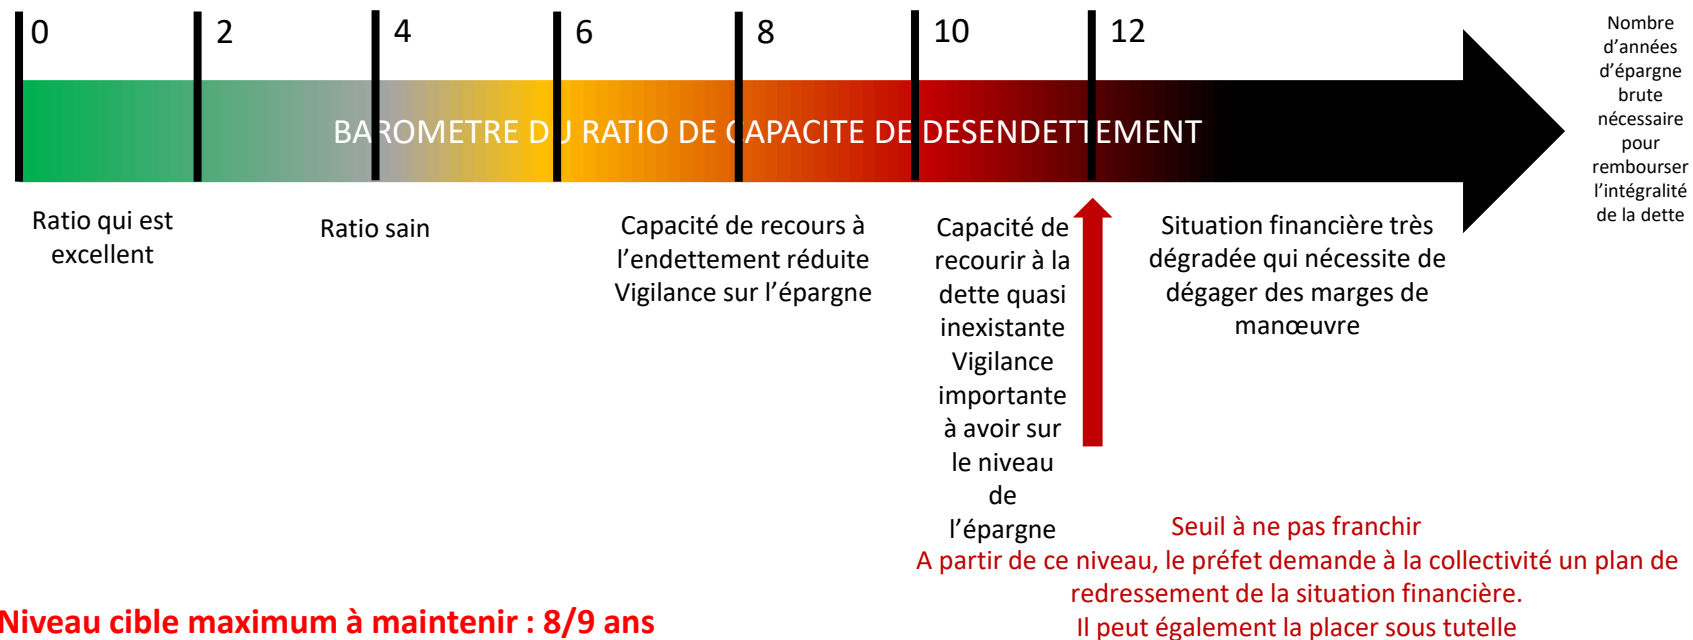 0
2
4
6
8
10
12
Nombre
d’années
d’épargne
brute
nécessaire
pour
rembourser
l’intégralité
de la dette
BAROMETRE DU RATIO DE CAPACITE DE DESENDETTEMENT
Ratio qui est
excellent
Ratio sain
Capacité de recours à
l’endettement réduite
Vigilance sur l’épargne
Capacité de
recourir à la
dette quasi
inexistante
Vigilance
importante
à avoir sur
le niveau
de
l’épargne
Situation financière très
dégradée qui nécessite de
dégager des marges de
manœuvre
Seuil à ne pas franchir
A partir de ce niveau, le préfet demande à la collectivité un plan de
redressement de la situation financière.
Il peut également la placer sous tutelle
Niveau cible maximum à maintenir : 8/9 ans